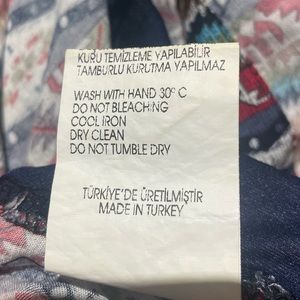 KURU TEMİZLEME YAPILABİLİR
TAMBURLU KURUTMA YAPILMAZ
WASH WITH HAND 30° C
DO NOT BLEACHING
COOL IRON
DRY CLEAN
DO NOT TUMBLE DRY
TÜRKİYE'DE ÜRETİLMİŞTİR
MADE IN TURKEY